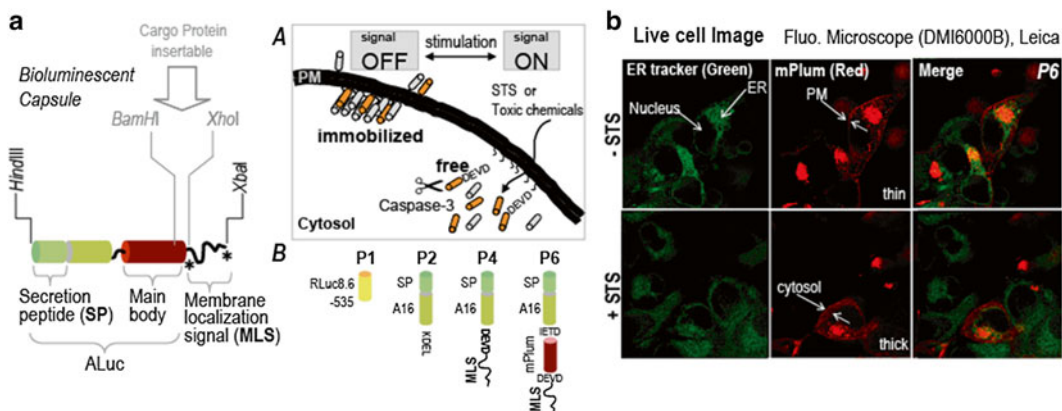 a
Cargo Protein
insertable
Bioluminescent
Capsule
BamHI
XhoI
HindIII
XbaI
*
*
Secretion
peptide (SP)
Main
body
Membrane
localization
signal (MLS)
ALuc
A
signal
OFF
stimulation
signal
ON
PM
STS or
Toxic chemicals
immobilized
free
DEVD
Caspase-3
DEVD
Cytosol
B
P1
P2
P4
P6
RLuc8.6
-535
SP
A16
KDEL
SP
A16
DEVD
MLS
SP
A16
IETD
mPlum
DEVD
MLS
b
Live cell Image
Fluo. Microscope (DMI6000B), Leica
ER tracker (Green)
mPlum (Red)
Merge
P6
- STS
Nucleus
ER
PM
thin
+ STS
cytosol
thick